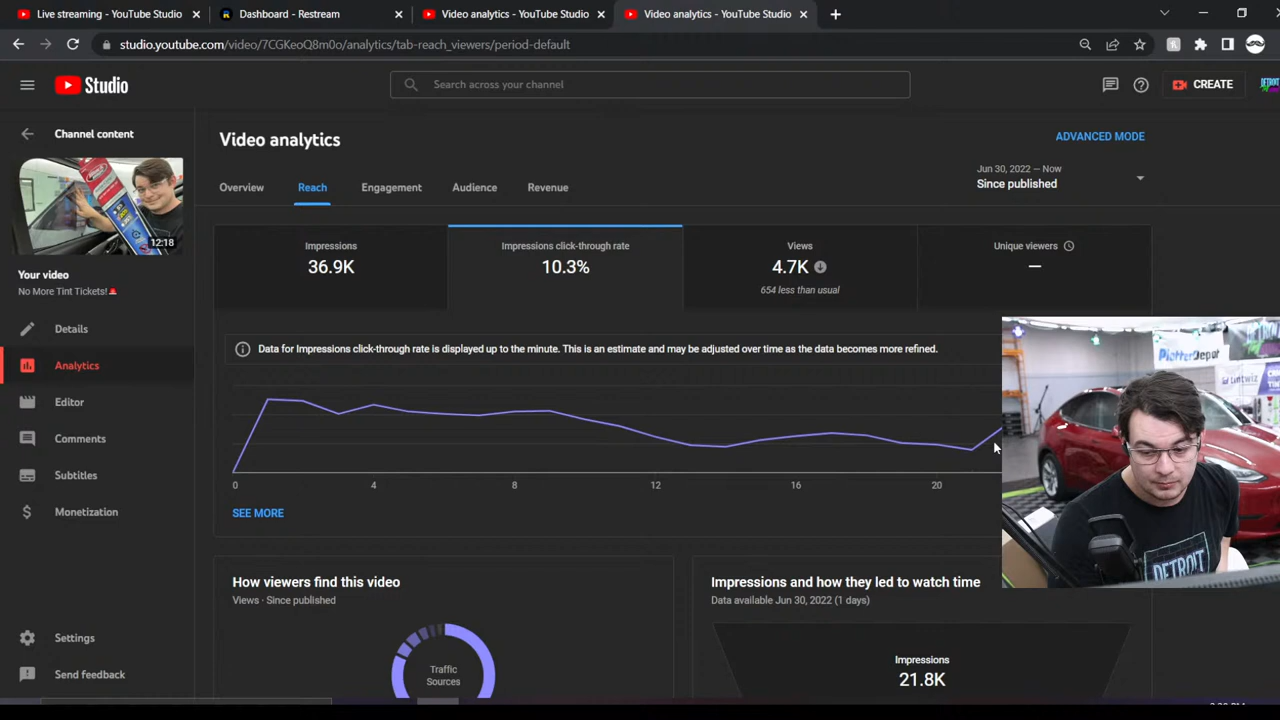 Live streaming - YouTube Studio
Dashboard - Restream
Video analytics - YouTube Studio
Video analytics - YouTube Studio
studio.youtube.com/video/7CGKeoQ8m0o/analytics/tab-reach_viewers/period-default
Studio
Search across your channel
CREATE
DETROIT
Channel content
12:18
Your video
No More Tint Tickets!🚨
Details
Analytics
Editor
Comments
Subtitles
Monetization
Settings
Send feedback
Video analytics
ADVANCED MODE
Jun 30, 2022 — Now
Since published
Overview
Reach
Engagement
Audience
Revenue
Impressions
36.9K
Impressions click-through rate
10.3%
Views
4.7K
654 less than usual
Unique viewers
—
Data for Impressions click-through rate is displayed up to the minute. This is an estimate and may be adjusted over time as the data becomes more refined.
0 4 8 12 16 20
SEE MORE
How viewers find this video
Views · Since published
Traffic
Sources
Impressions and how they led to watch time
Data available Jun 30, 2022 (1 days)
Impressions
21.8K
PlotterDepot
DETROIT
tintwiz
DETROIT